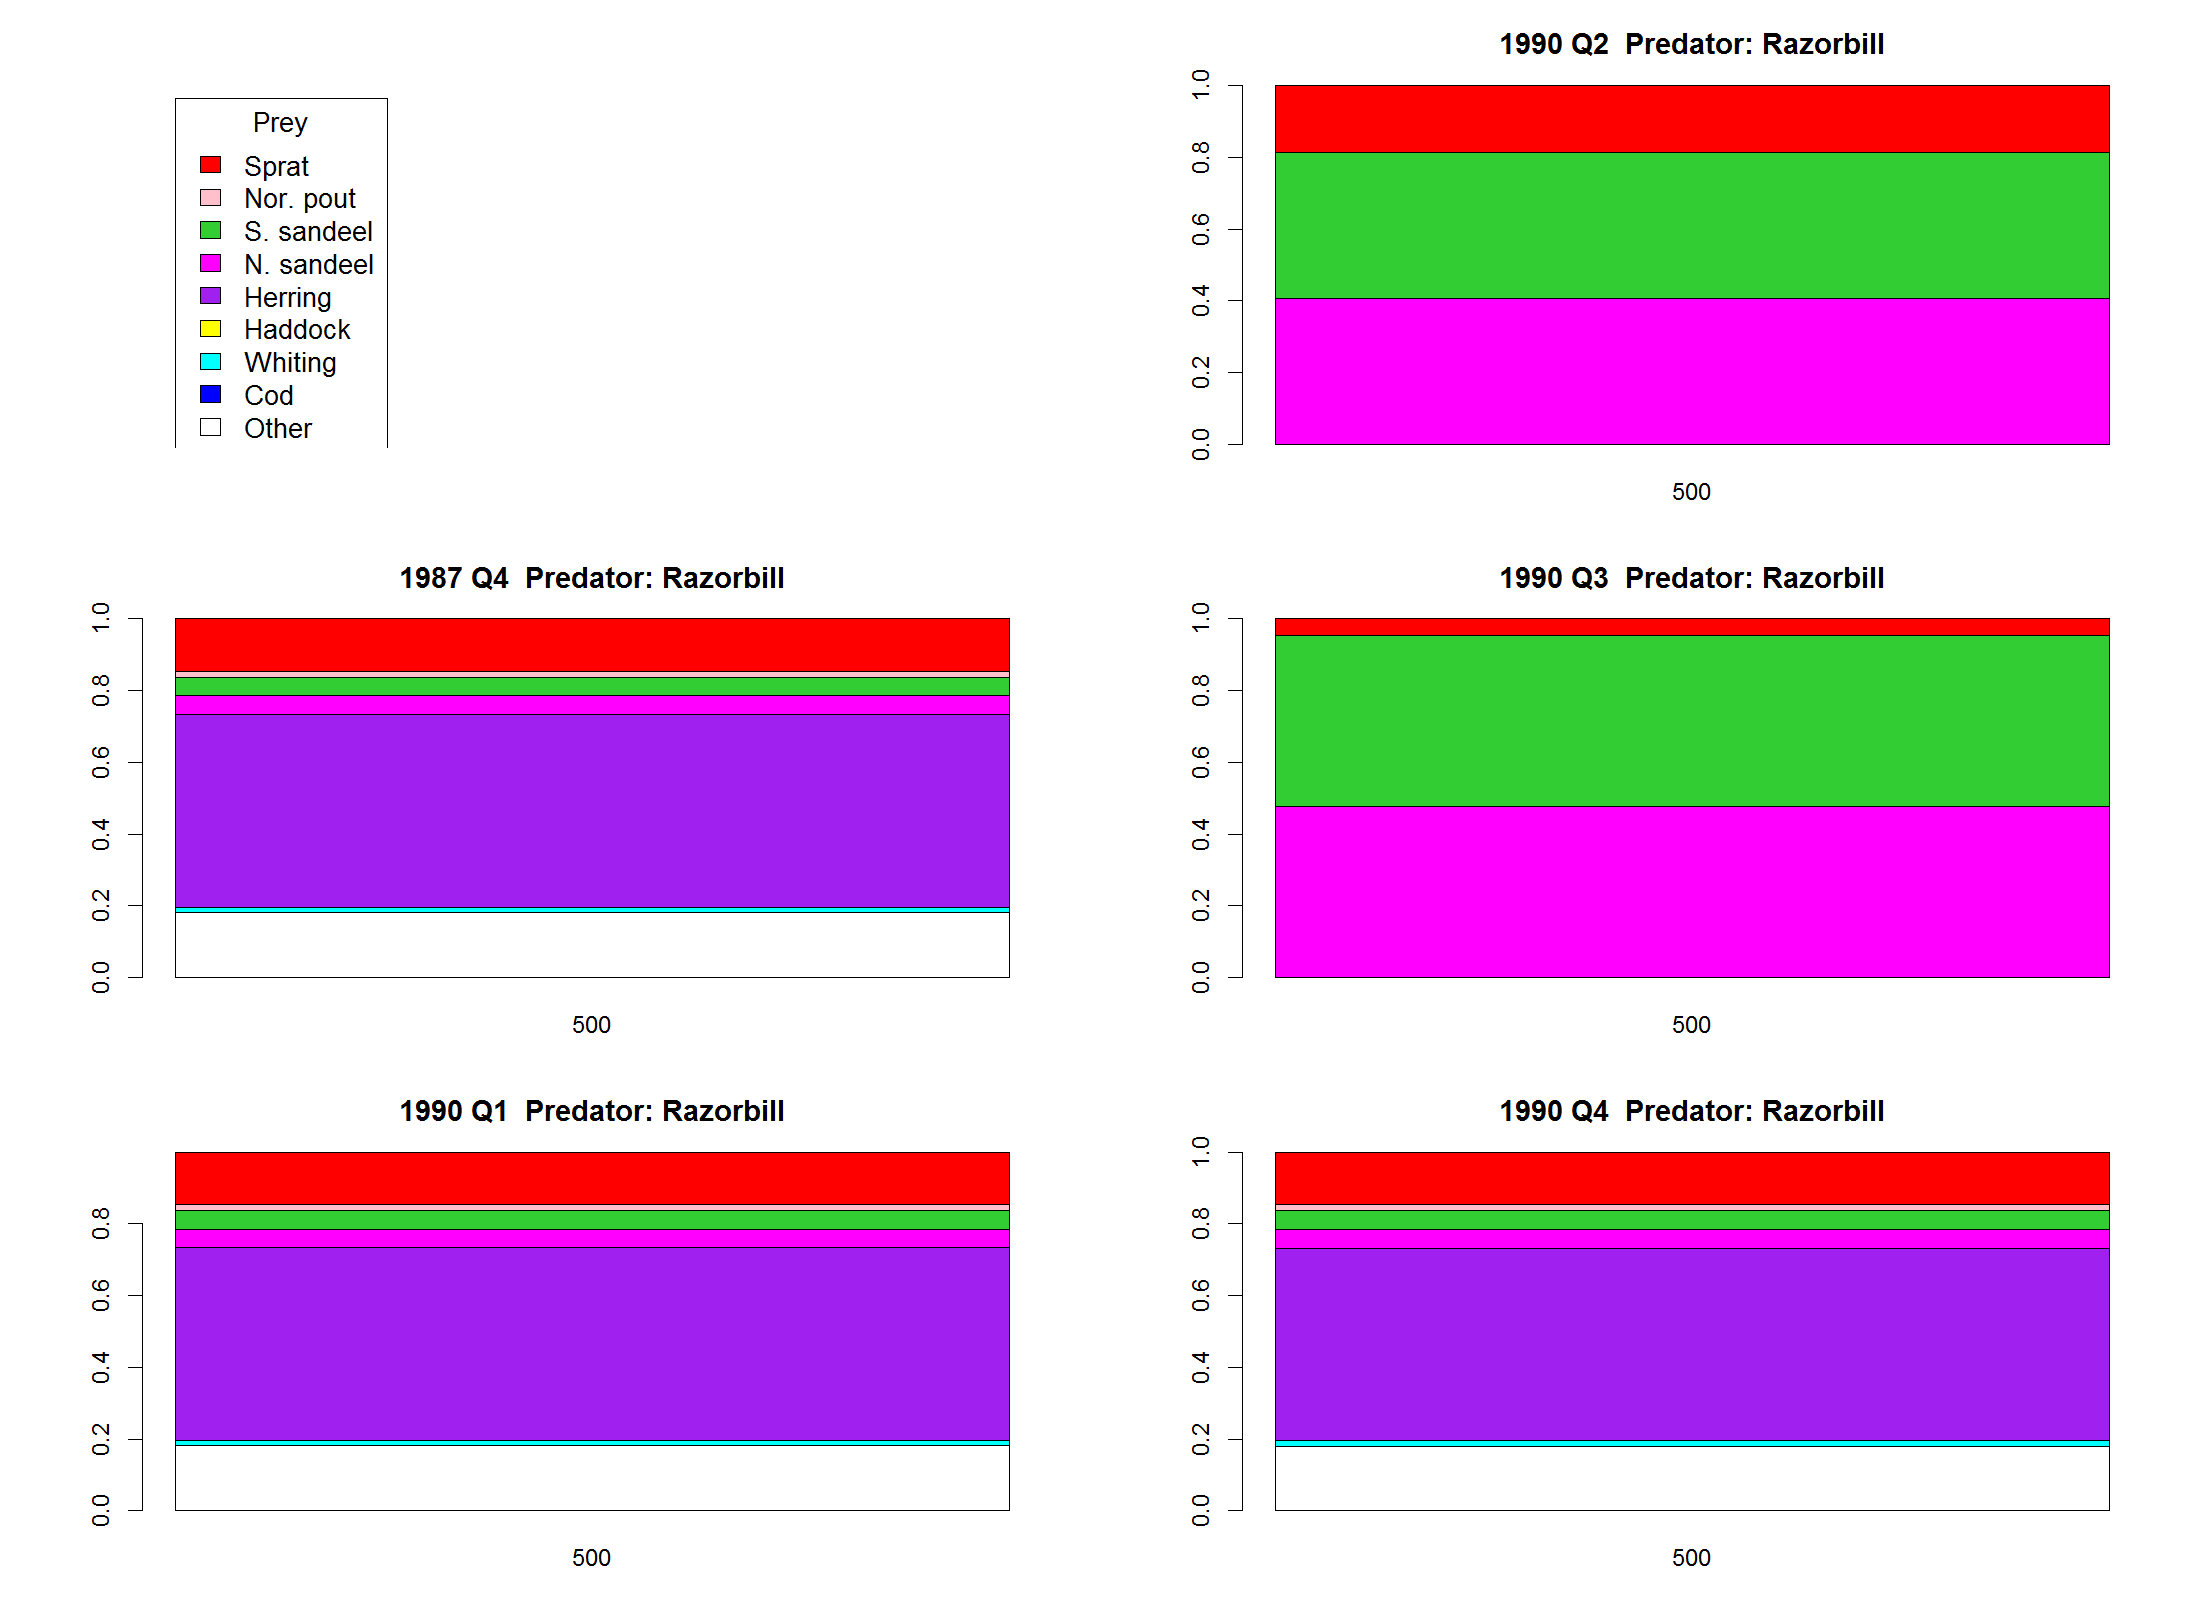 Prey
Sprat
Nor. pout
S. sandeel
N. sandeel
Herring
Haddock
Whiting
Cod
Other
1990 Q2  Predator: Razorbill
1.0
0.8
0.6
0.4
0.2
0.0
500
1987 Q4  Predator: Razorbill
1.0
0.8
0.6
0.4
0.2
0.0
500
1990 Q3  Predator: Razorbill
1.0
0.8
0.6
0.4
0.2
0.0
500
1990 Q1  Predator: Razorbill
0.8
0.6
0.4
0.2
0.0
500
1990 Q4  Predator: Razorbill
1.0
0.8
0.6
0.4
0.2
0.0
500